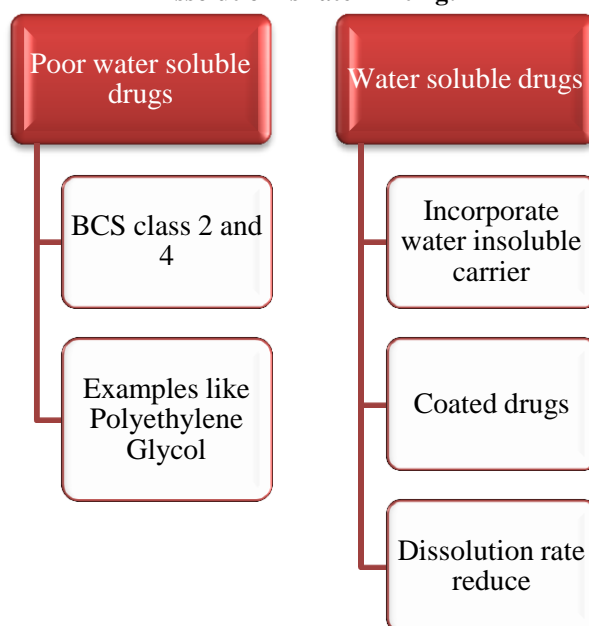 Poor water soluble
drugs
BCS class 2 and
4
Examples like
Polyethylene
Glycol
Water soluble drugs
Incorporate
water insoluble
carrier
Coated drugs
Dissolution rate
reduce